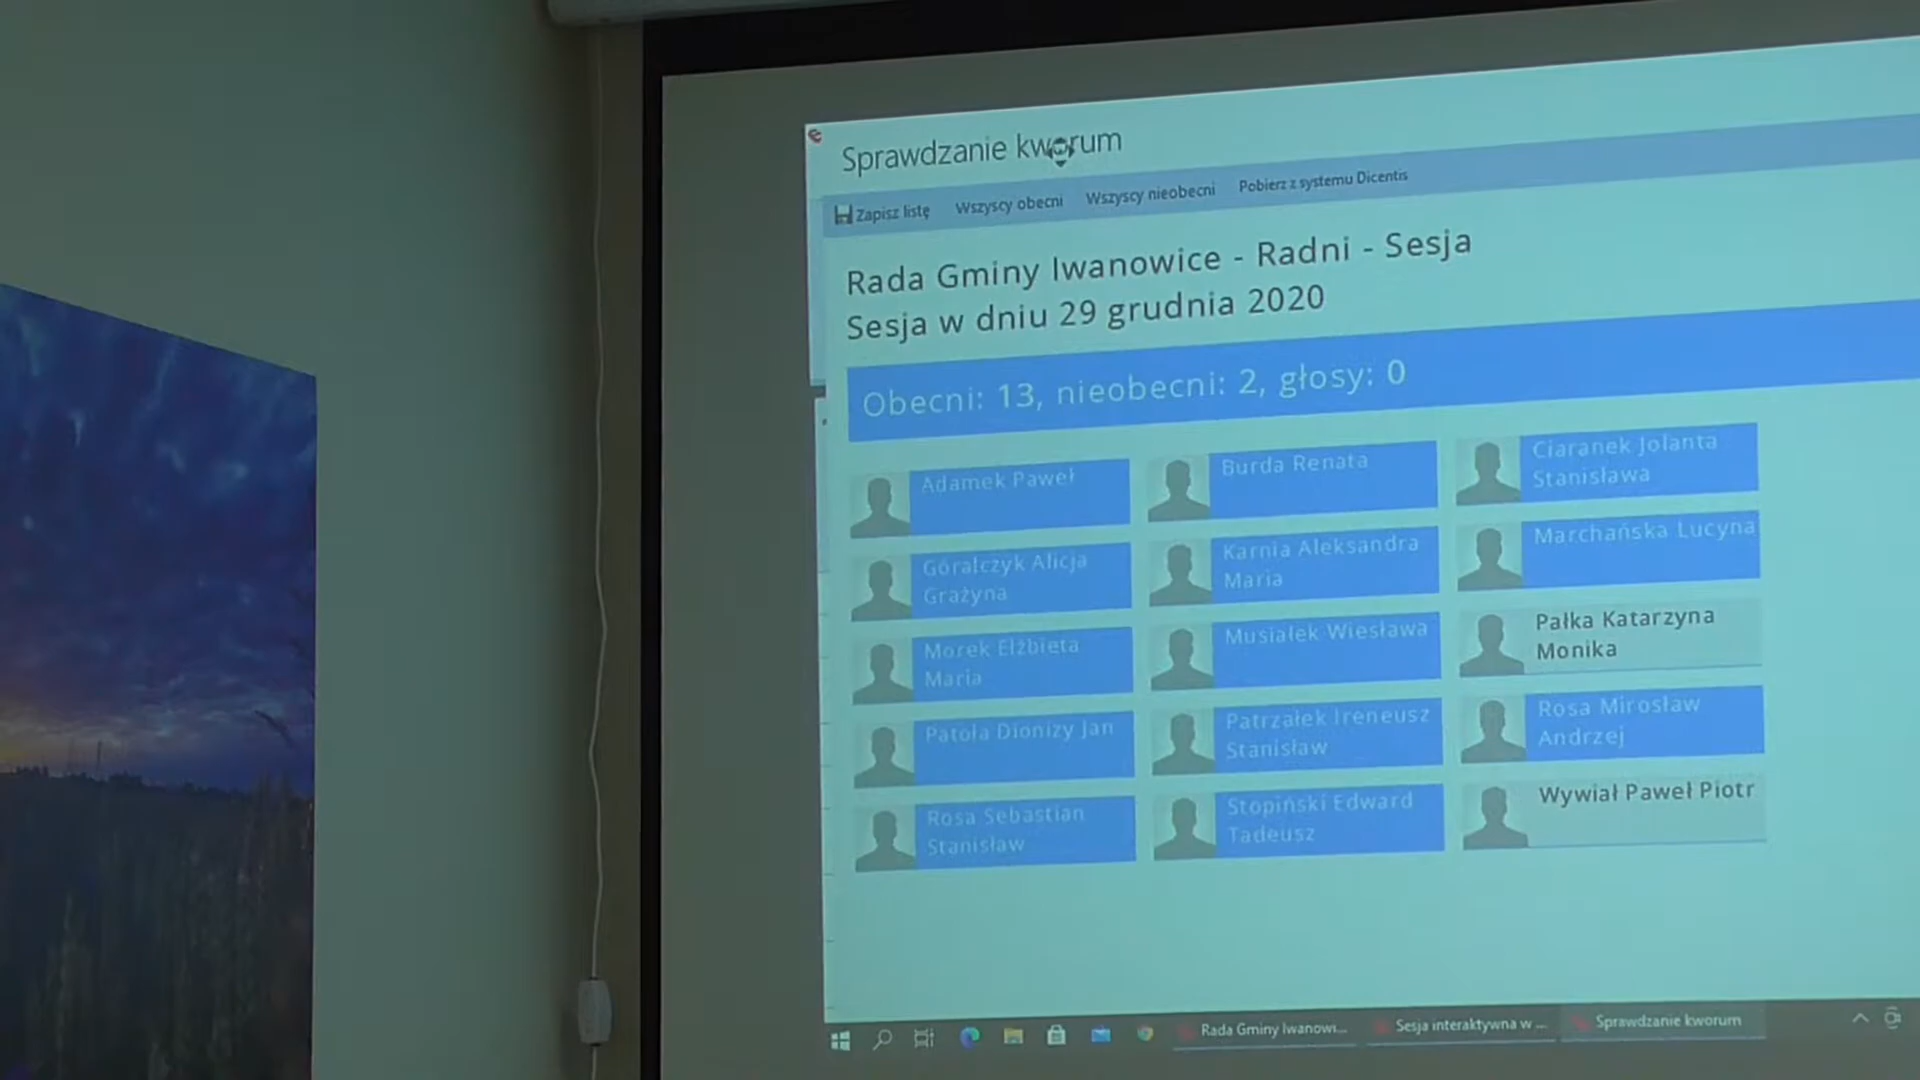 Sprawdzanie kworum
Zapisz listę Wszyscy obecni Wszyscy nieobecni Pobierz z systemu Dicentis
Rada Gminy Iwanowice - Radni - Sesja
Sesja w dniu 29 grudnia 2020
Obecni: 13, nieobecni: 2, głosy: 0
Adamek Paweł
Burda Renata
Ciaranek Jolanta
Stanisława
Góralczyk Alicja
Grażyna
Karnia Aleksandra
Maria
Marchańska Lucyna
Morek Elżbieta
Maria
Musiałek Wiesława
Pałka Katarzyna
Monika
Patoła Dionizy Jan
Patrzałek Ireneusz
Stanisław
Rosa Mirosław
Andrzej
Rosa Sebastian
Stanisław
Stopiński Edward
Tadeusz
Wywiał Paweł Piotr
Rada Gminy Iwanowi... Sesja interaktywna w ... Sprawdzanie kworum